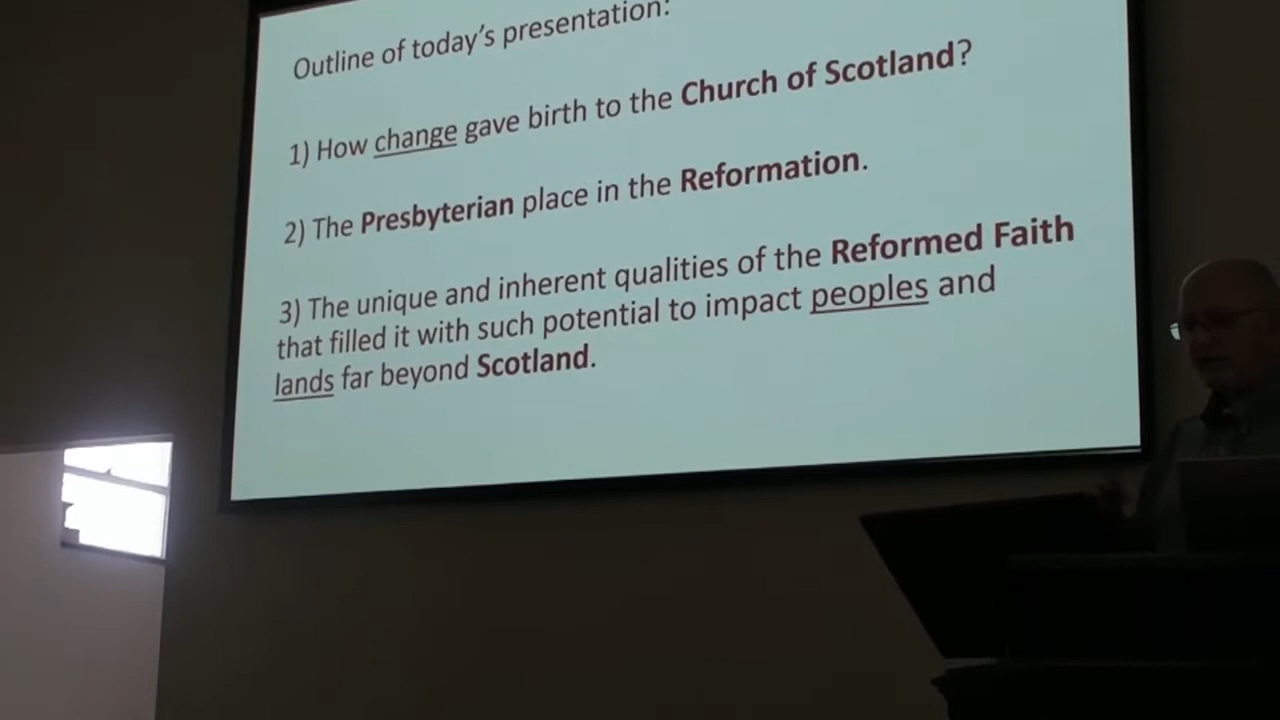 Outline of today's presentation:
1) How change gave birth to the Church of Scotland?
2) The Presbyterian place in the Reformation.
3) The unique and inherent qualities of the Reformed Faith
that filled it with such potential to impact peoples and
lands far beyond Scotland.